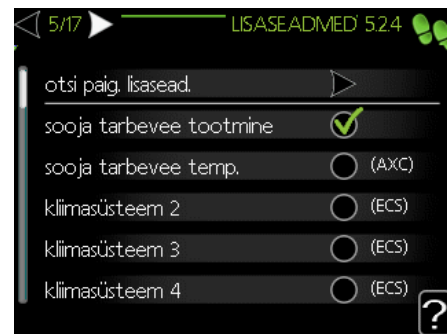 5/17 LISASEADMED 5.2.4
otsi paig. lisasead.
sooja tarbevee tootmine
sooja tarbevee temp. (AXC)
kliimasüsteem 2 (ECS)
kliimasüsteem 3 (ECS)
kliimasüsteem 4 (ECS)
?